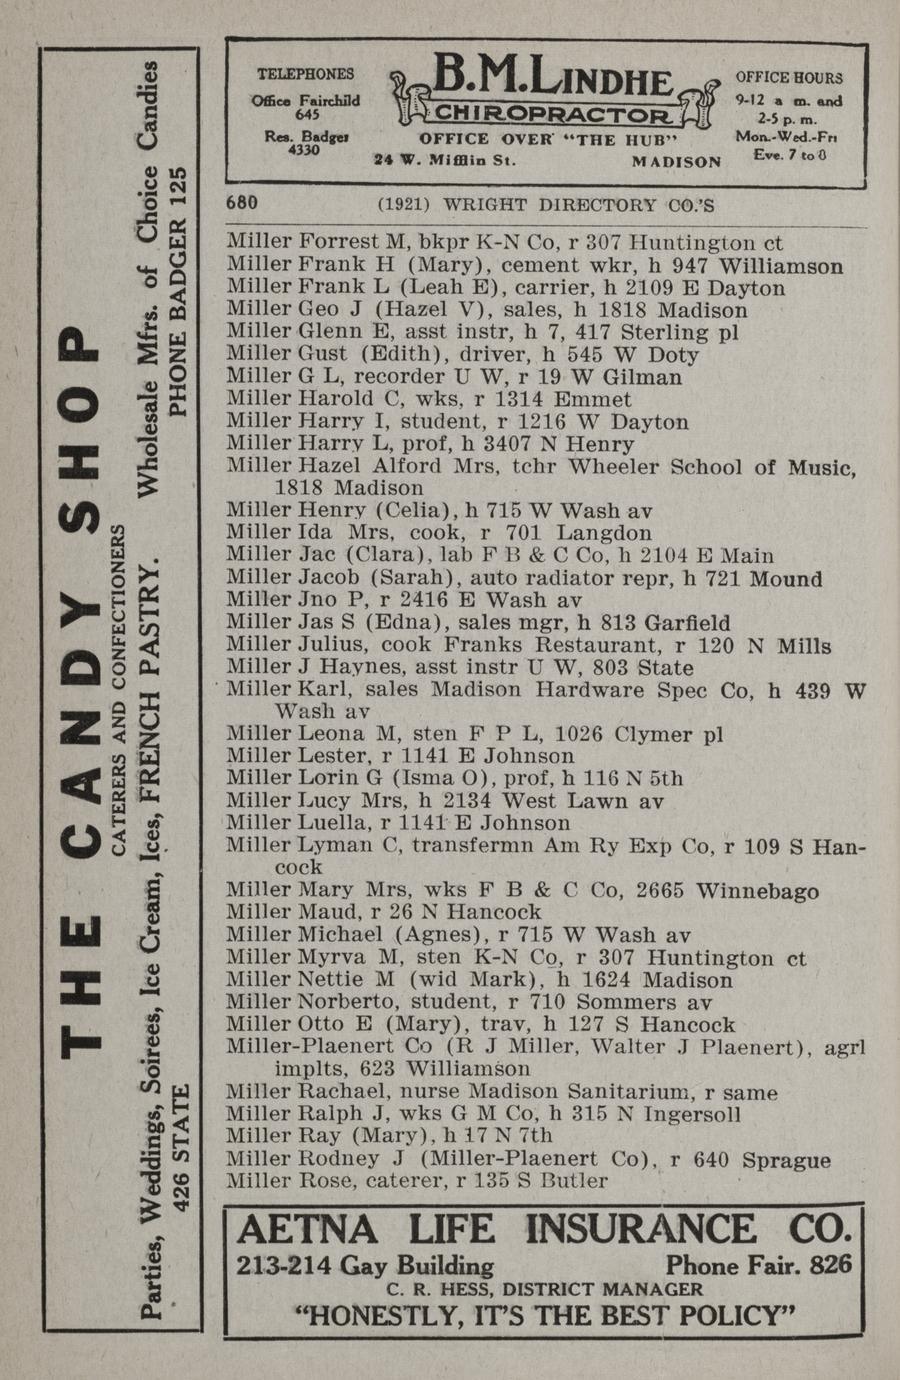 THE CANDY SHOP
CATERERS AND CONFECTIONERS
Parties, Weddings, Soirees, Ice Cream, Ices, FRENCH PASTRY. Wholesale Mfrs. of Choice Candies
426 STATE PHONE BADGER 125
TELEPHONES
Office Fairchild
645
Res. Badger
4330
B.M.LINDHE
CHIROPRACTOR
OFFICE OVER "THE HUB"
24 W. Mifflin St. MADISON
OFFICE HOURS
9-12 a m. and
2-5 p. m.
Mon.-Wed.-Fri
Eve. 7 to 8
680 (1921) WRIGHT DIRECTORY CO.'S
Miller Forrest M, bkpr K-N Co, r 307 Huntington ct
Miller Frank H (Mary), cement wkr, h 947 Williamson
Miller Frank L (Leah E), carrier, h 2109 E Dayton
Miller Geo J (Hazel V), sales, h 1818 Madison
Miller Glenn E, asst instr, h 7, 417 Sterling pl
Miller Gust (Edith), driver, h 545 W Doty
Miller G L, recorder U W, r 19 W Gilman
Miller Harold C, wks, r 1314 Emmet
Miller Harry I, student, r 1216 W Dayton
Miller Harry L, prof, h 3407 N Henry
Miller Hazel Alford Mrs, tchr Wheeler School of Music,
1818 Madison
Miller Henry (Celia), h 715 W Wash av
Miller Ida Mrs, cook, r 701 Langdon
Miller Jac (Clara), lab F B & C Co, h 2104 E Main
Miller Jacob (Sarah), auto radiator repr, h 721 Mound
Miller Jno P, r 2416 E Wash av
Miller Jas S (Edna), sales mgr, h 813 Garfield
Miller Julius, cook Franks Restaurant, r 120 N Mills
Miller J Haynes, asst instr U W, 803 State
Miller Karl, sales Madison Hardware Spec Co, h 439 W
Wash av
Miller Leona M, sten F P L, 1026 Clymer pl
Miller Lester, r 1141 E Johnson
Miller Lorin G (Isma O), prof, h 116 N 5th
Miller Lucy Mrs, h 2134 West Lawn av
Miller Luella, r 1141 E Johnson
Miller Lyman C, transfermn Am Ry Exp Co, r 109 S Han-
cock
Miller Mary Mrs, wks F B & C Co, 2665 Winnebago
Miller Maud, r 26 N Hancock
Miller Michael (Agnes), r 715 W Wash av
Miller Myrva M, sten K-N Co, r 307 Huntington ct
Miller Nettie M (wid Mark), h 1624 Madison
Miller Norberto, student, r 710 Sommers av
Miller Otto E (Mary), trav, h 127 S Hancock
Miller-Plaenert Co (R J Miller, Walter J Plaenert), agrl
implts, 623 Williamson
Miller Rachael, nurse Madison Sanitarium, r same
Miller Ralph J, wks G M Co, h 315 N Ingersoll
Miller Ray (Mary), h 17 N 7th
Miller Rodney J (Miller-Plaenert Co), r 640 Sprague
Miller Rose, caterer, r 135 S Butler
AETNA LIFE INSURANCE CO.
213-214 Gay Building Phone Fair. 826
C. R. HESS, DISTRICT MANAGER
"HONESTLY, IT'S THE BEST POLICY"